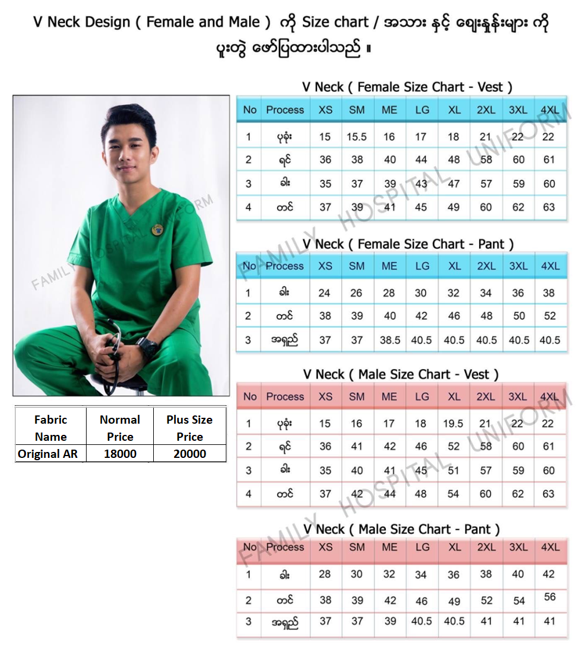 V Neck Design ( Female and Male ) ကို Size chart / အသား နှင့် စျေးနှုန်းများ ကို
ပူးတွဲ ဖော်ပြထားပါသည် ။
FAMILY HOSPITAL UNIFORM
Fabric Name Normal Price Plus Size Price
Original AR 18000 20000
V Neck ( Female Size Chart - Vest )
No Process XS SM ME LG XL 2XL 3XL 4XL
1 ပုခုံး 15 15.5 16 17 18 21 22 22
2 ရင် 36 38 40 44 48 58 60 61
3 ခါး 35 37 39 43 47 57 59 60
4 တင် 37 39 41 45 49 60 62 63
FAMILY HOSPITAL UNIFORM
V Neck ( Female Size Chart - Pant )
No Process XS SM ME LG XL 2XL 3XL 4XL
1 ခါး 24 26 28 30 32 34 36 38
2 တင် 38 39 40 42 46 48 50 52
3 အရှည် 37 37 38.5 40.5 40.5 40.5 40.5 40.5
V Neck ( Male Size Chart - Vest )
No Process XS SM ME LG XL 2XL 3XL 4XL
1 ပုခုံး 15 16 17 18 19.5 21 22 22
2 ရင် 36 41 42 46 52 58 60 61
3 ခါး 35 40 41 45 51 57 59 60
4 တင် 37 42 44 48 54 60 62 63
FAMILY HOSPITAL UNIFORM
V Neck ( Male Size Chart - Pant )
No Process XS SM ME LG XL 2XL 3XL 4XL
1 ခါး 28 30 32 34 36 38 40 42
2 တင် 38 39 42 46 49 52 54 56
3 အရှည် 37 37 39 40.5 40.5 41 41 41